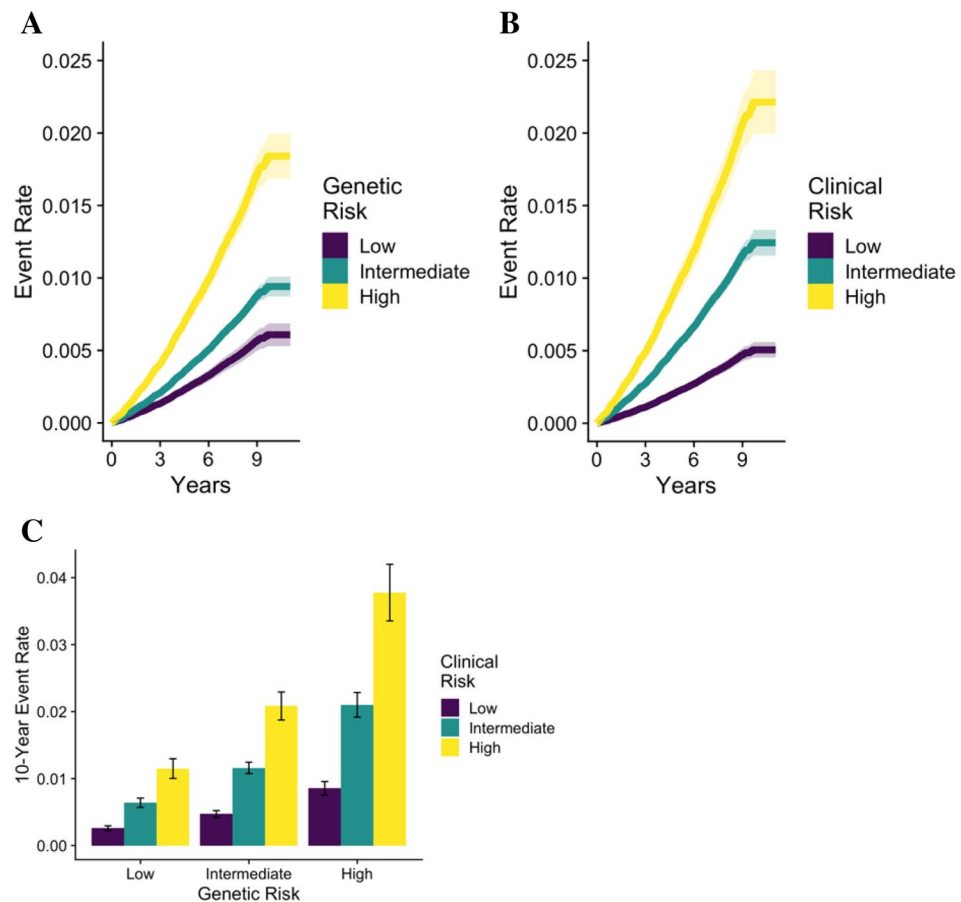 A
0.025
0.020
0.015
0.010
0.005
0.000
Event Rate
0 3 6 9
Years
Genetic
Risk
Low
Intermediate
High
B
0.025
0.020
0.015
0.010
0.005
0.000
Event Rate
0 3 6 9
Years
Clinical
Risk
Low
Intermediate
High
C
0.04
0.03
0.02
0.01
0.00
10-Year Event Rate
Low Intermediate High
Genetic Risk
Clinical
Risk
Low
Intermediate
High